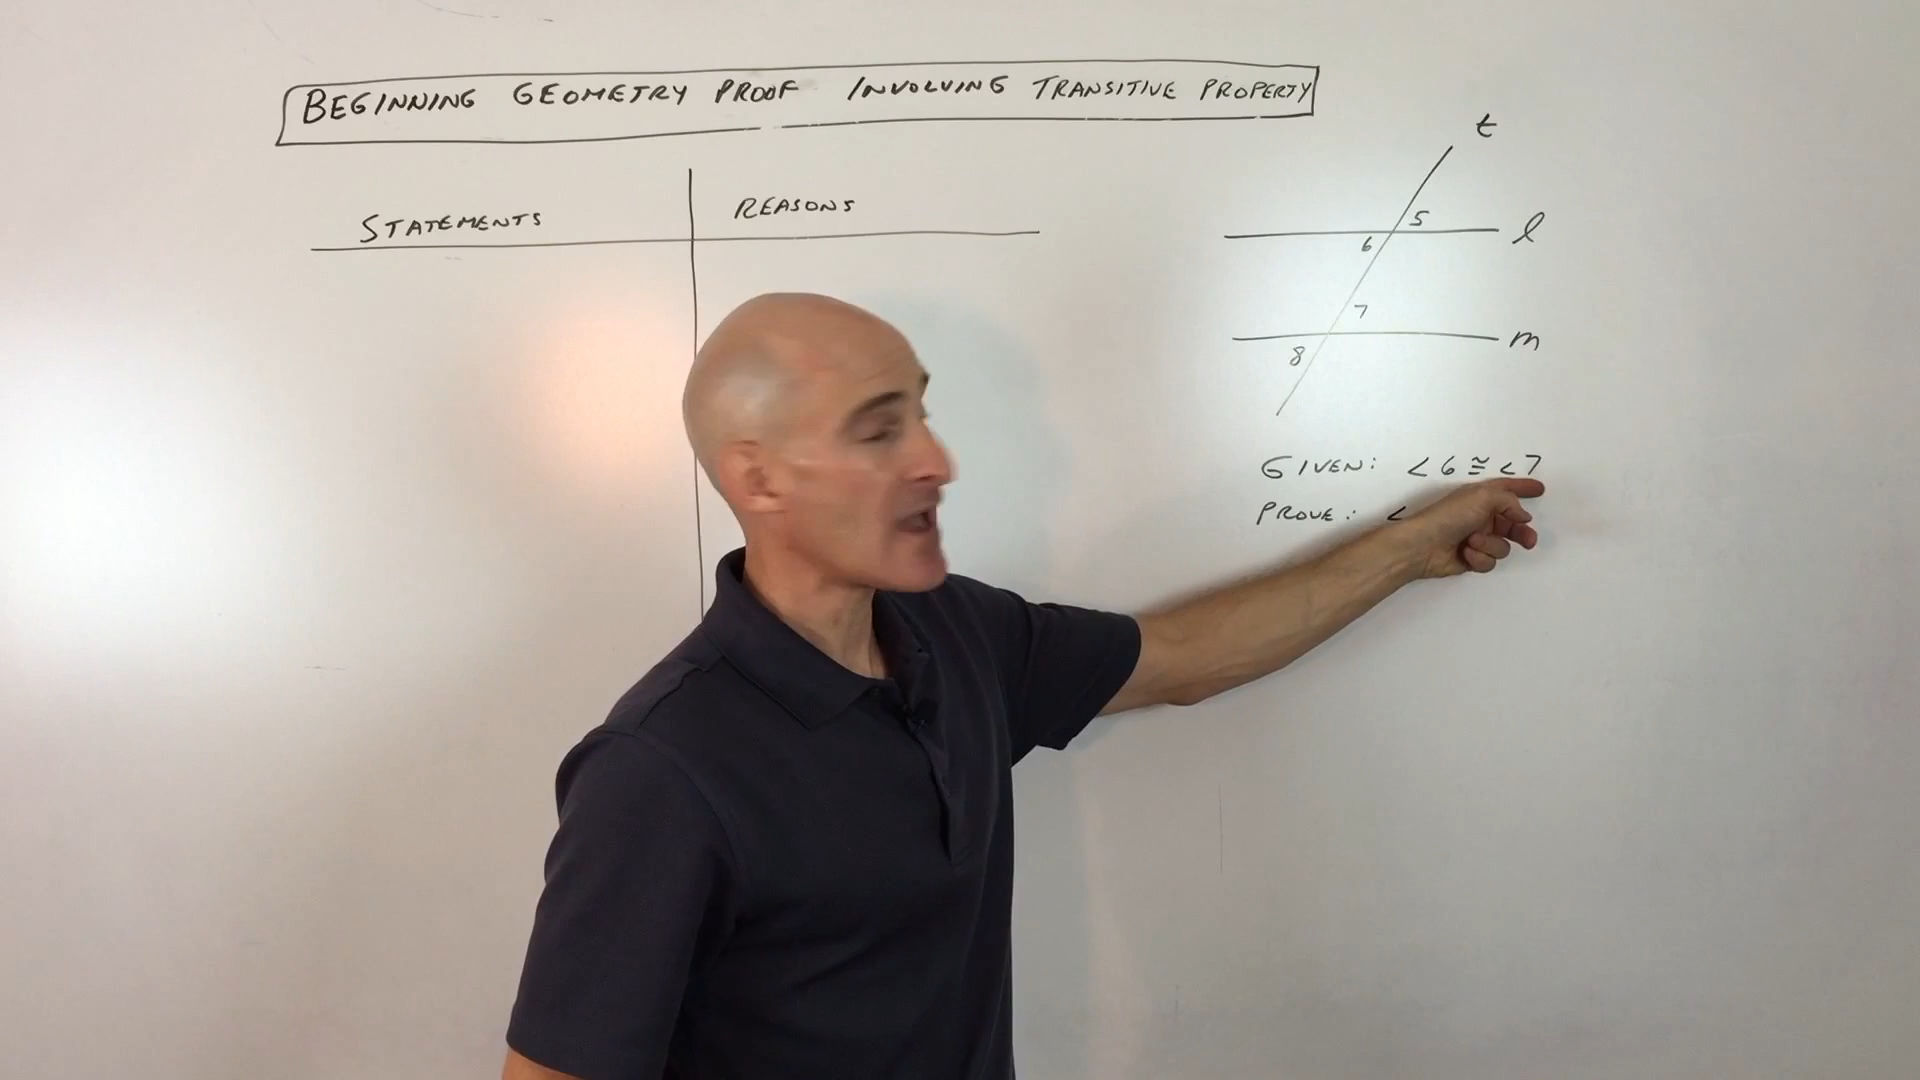 BEGINNING GEOMETRY PROOF INVOLVING TRANSITIVE PROPERTY
STATEMENTS
REASONS
t
5
l
6
7
m
8
GIVEN: <6 ≅ <7
PROVE: <